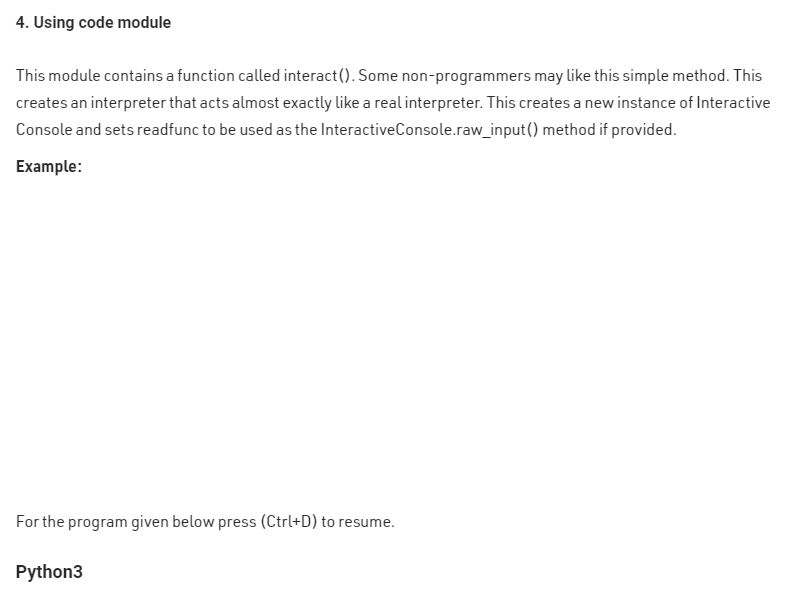 4. Using code module
This module contains a function called interact(). Some non-programmers may like this simple method. This
creates an interpreter that acts almost exactly like a real interpreter. This creates a new instance of Interactive
Console and sets readfunc to be used as the InteractiveConsole.raw_input() method if provided.
Example:
For the program given below press (Ctrl+D) to resume.
Python3